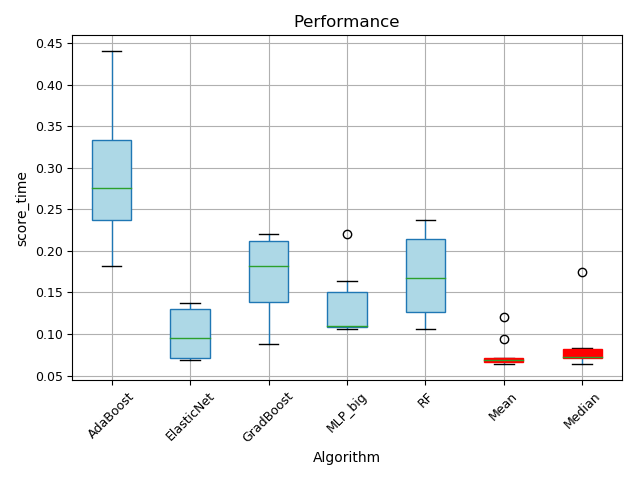 Performance
score_time
0.45
0.40
0.35
0.30
0.25
0.20
0.15
0.10
0.05
AdaBoost
ElasticNet
GradBoost
MLP_big
RF
Mean
Median
Algorithm